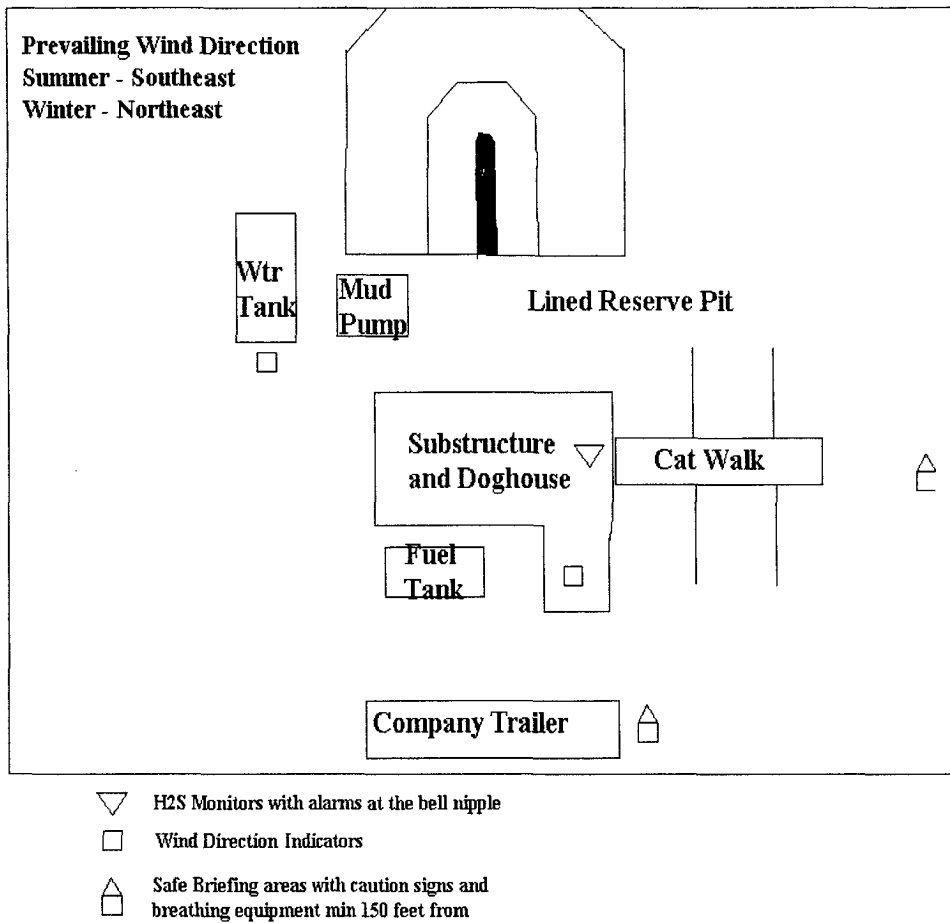 Prevailing Wind Direction
Summer - Southeast
Winter - Northeast
Wtr
Tank
Mud
Pump
Lined Reserve Pit
Substructure
and Doghouse
Cat Walk
Fuel
Tank
Company Trailer
H2S Monitors with alarms at the bell nipple
Wind Direction Indicators
Safe Briefing areas with caution signs and
breathing equipment min 150 feet from